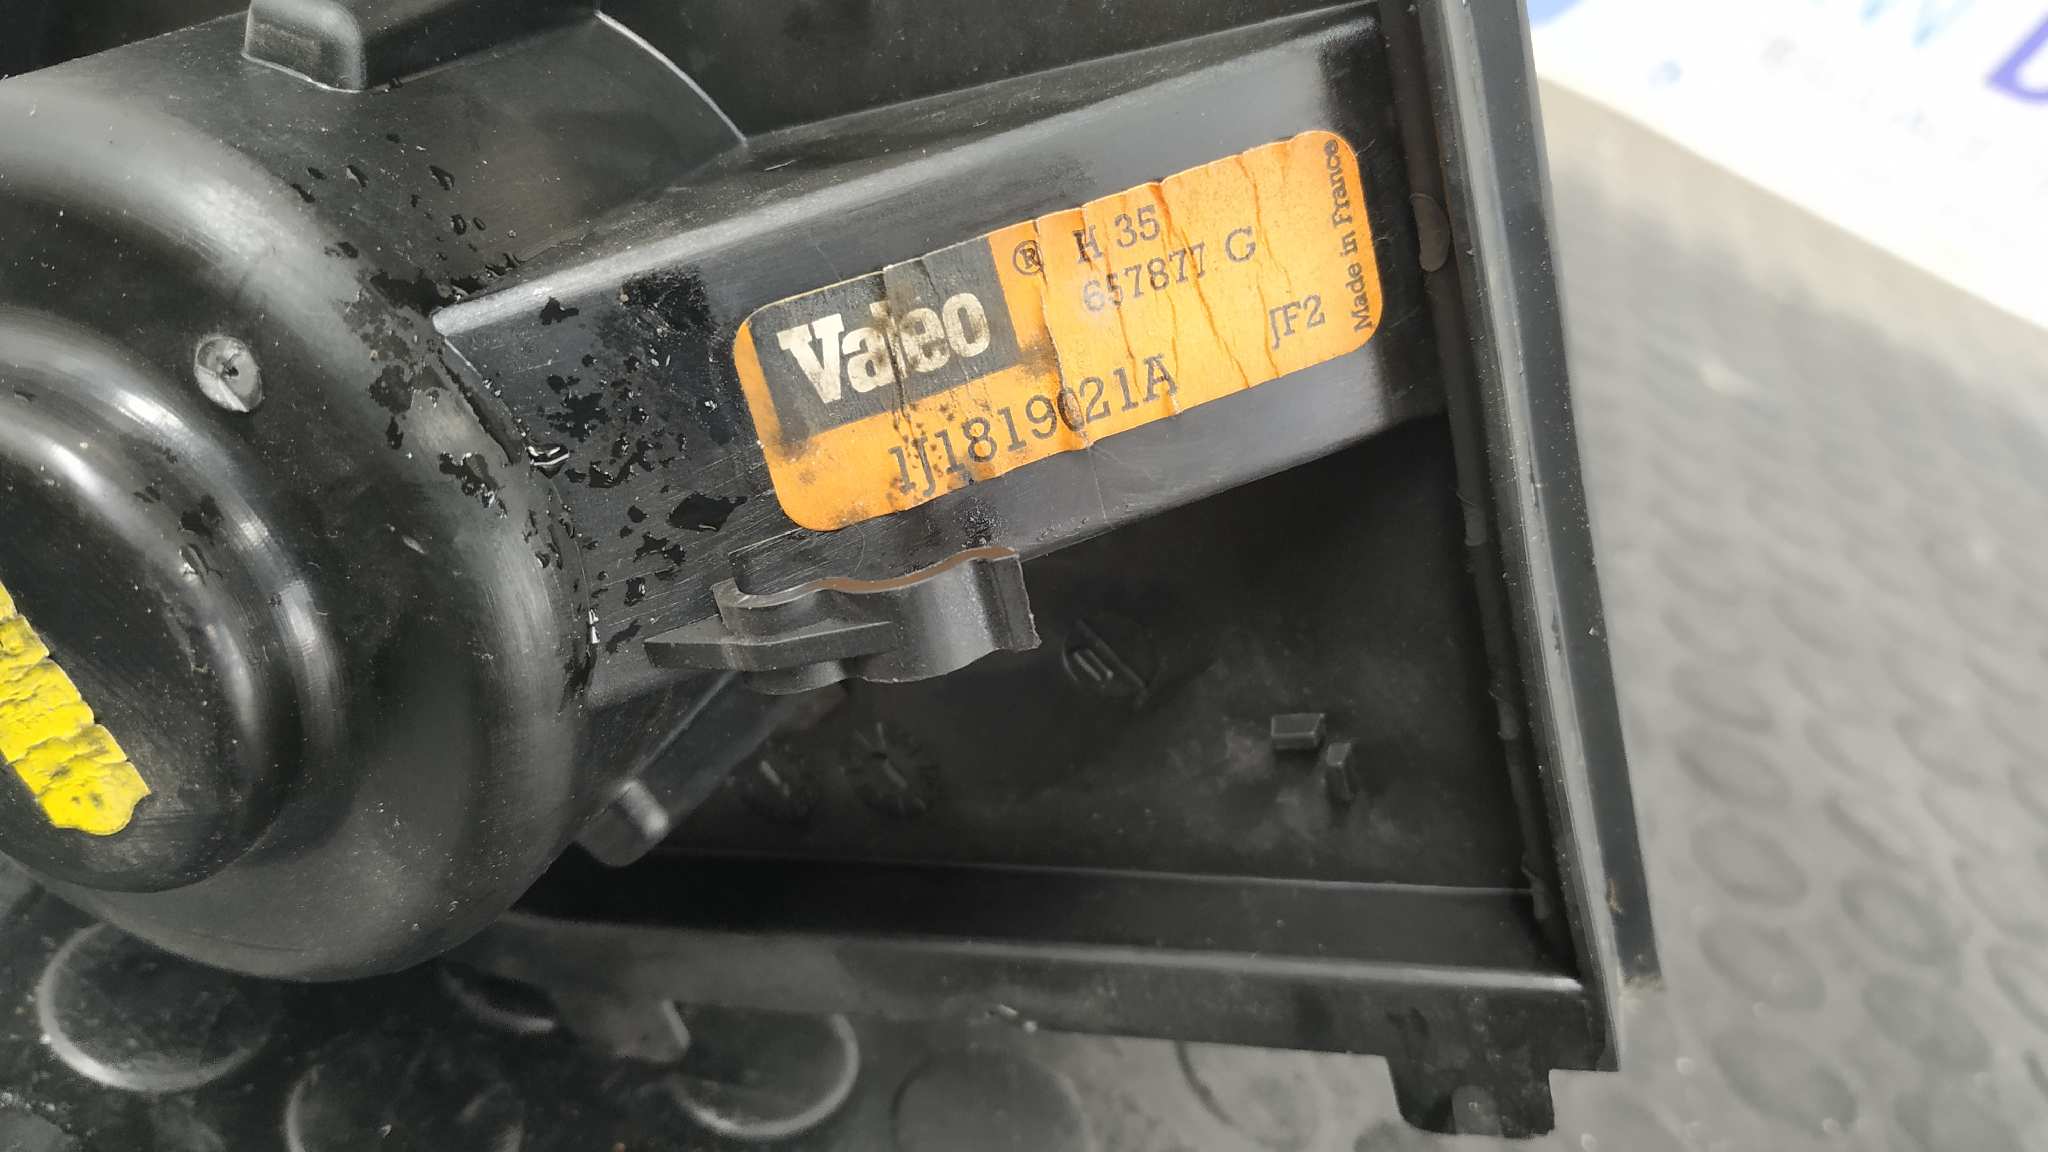 Valeo ® H 35
657877 G
JF2
1J1819021A
Made in France